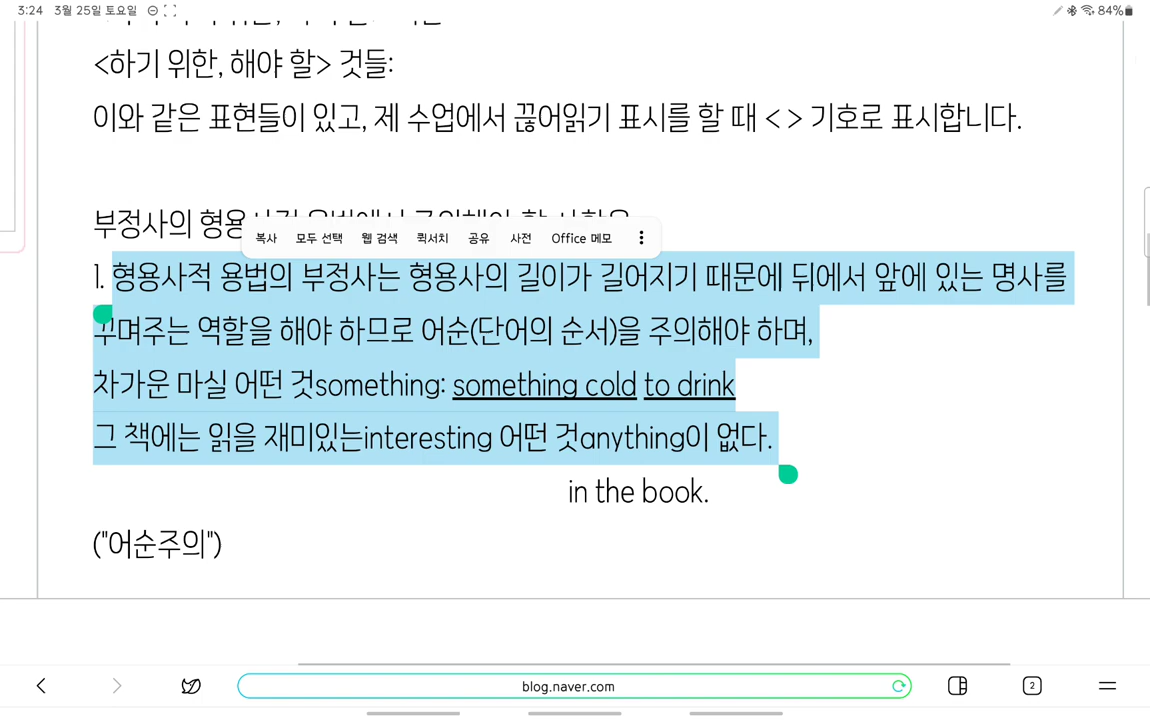 3:24 3월 25일 토요일 84%
<하기 위한, 해야 할> 것들:
이와 같은 표현들이 있고, 제 수업에서 끊어읽기 표시를 할 때 < > 기호로 표시합니다.
부정사의
복사 모두 선택 웹 검색 퀵서치 공유 사전 Office 메모
1. 형용사적 용법의 부정사는 형용사의 길이가 길어지기 때문에 뒤에서 앞에 있는 명사를
꾸며주는 역할을 해야 하므로 어순(단어의 순서)을 주의해야 하며,
차가운 마실 어떤 것something: something cold to drink
그 책에는 읽을 재미있는interesting 어떤 것anything이 없다.
in the book.
("어순주의")
blog.naver.com 2